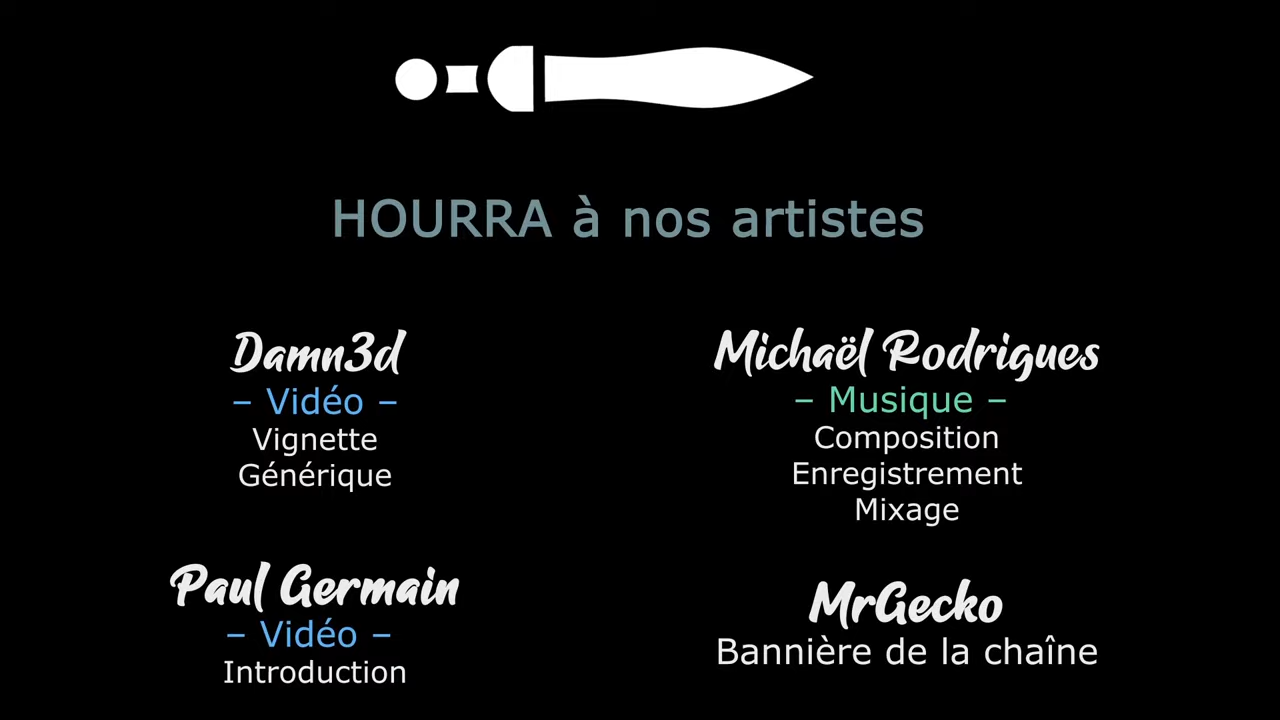 HOURRA à nos artistes
Damn3d
– Vidéo –
Vignette
Générique
Michaël Rodrigues
– Musique –
Composition
Enregistrement
Mixage
Paul Germain
– Vidéo –
Introduction
MrGecko
Bannière de la chaîne